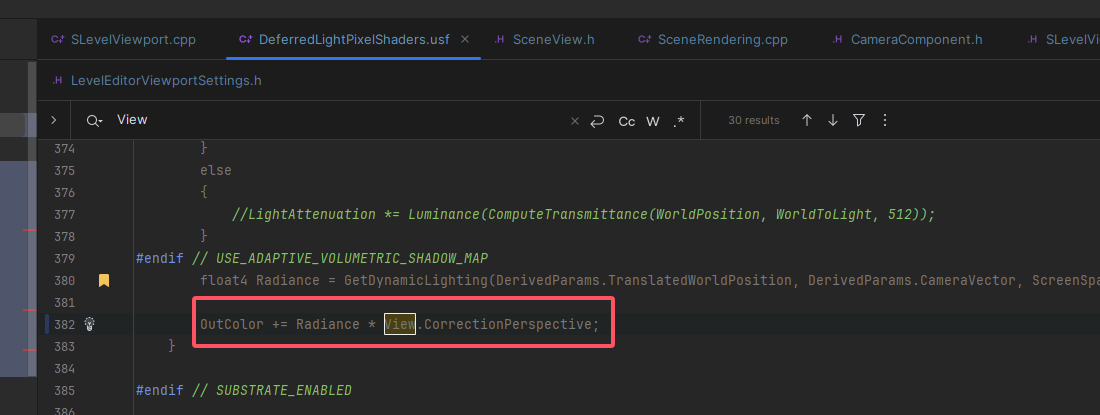 SLevelViewport.cpp
DeferredLightPixelShaders.usf
SceneView.h
SceneRendering.cpp
CameraComponent.h
SLevelVi
LevelEditorViewportSettings.h
View
Cc W .* 30 results
374 }
375 else
376 {
377 //LightAttenuation *= Luminance(ComputeTransmittance(WorldPosition, WorldToLight, 512));
378 }
379 #endif // USE_ADAPTIVE_VOLUMETRIC_SHADOW_MAP
380 float4 Radiance = GetDynamicLighting(DerivedParams.TranslatedWorldPosition, DerivedParams.CameraVector, ScreenSpa
381
382 OutColor += Radiance * View.CorrectionPerspective;
383 }
384
385 #endif // SUBSTRATE_ENABLED
386